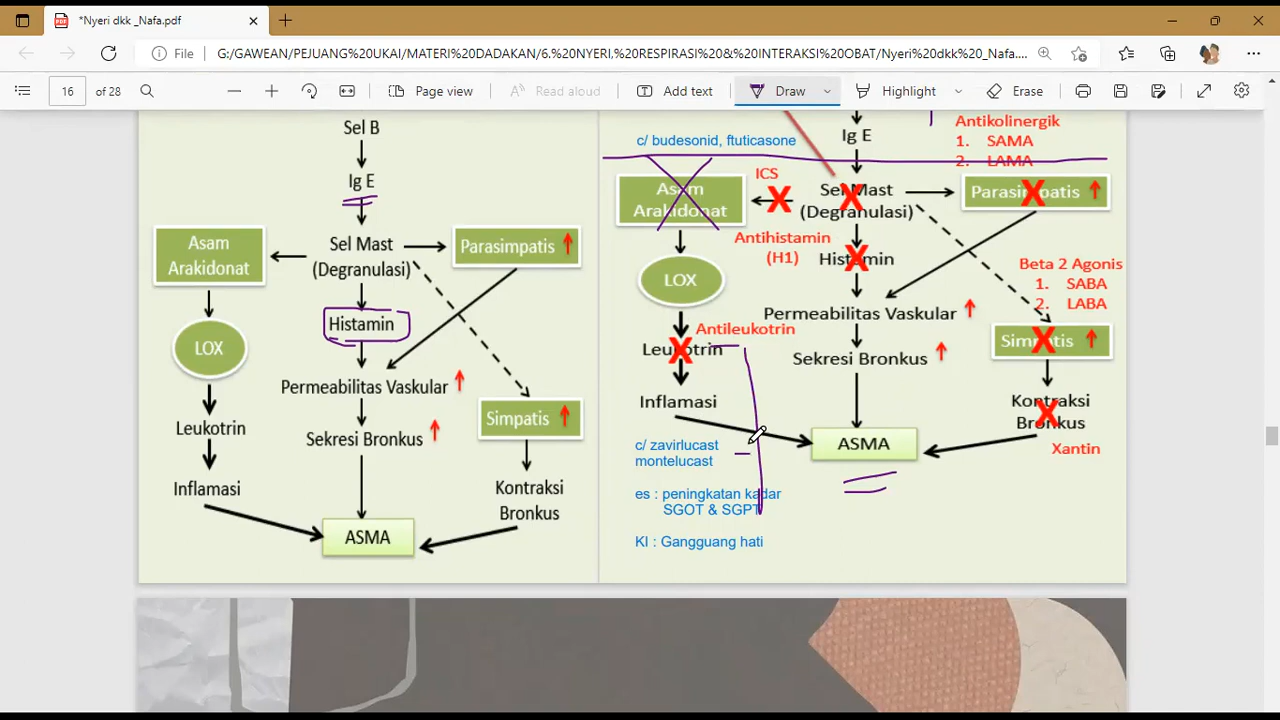 *Nyeri dkk _Nafa.pdf
File
G:/GAWEAN/PEJUANG%20UKAI/MATERI%20DADAKAN/6.%20NYERI,%20RESPIRASI%20&%20INTERAKSI%20OBAT/Nyeri%20dkk%20_Nafa....
16 of 28
Page view
Read aloud
Add text
Draw
Highlight
Erase
Sel B
Ig E
Asam
Arakidonat
Sel Mast
(Degranulasi)
Parasimpatis
Histamin
LOX
Permeabilitas Vaskular
Simpatis
Leukotrin
Sekresi Bronkus
Inflamasi
Kontraksi
Bronkus
ASMA
Antikolinergik
1. SAMA
2. LAMA
Ig E
c/ budesonid, ftuticasone
ICS
Asam
Arakidonat
Sel Mast
(Degranulasi)
Parasimpatis
Antihistamin
(H1)
Histamin
Beta 2 Agonis
1. SABA
2. LABA
LOX
Permeabilitas Vaskular
Antileukotrin
Leukotrin
Sekresi Bronkus
Simpatis
Inflamasi
Kontraksi
Bronkus
ASMA
Xantin
c/ zavirlucast
montelucast
es : peningkatan kadar
SGOT & SGPT
KI : Gangguang hati